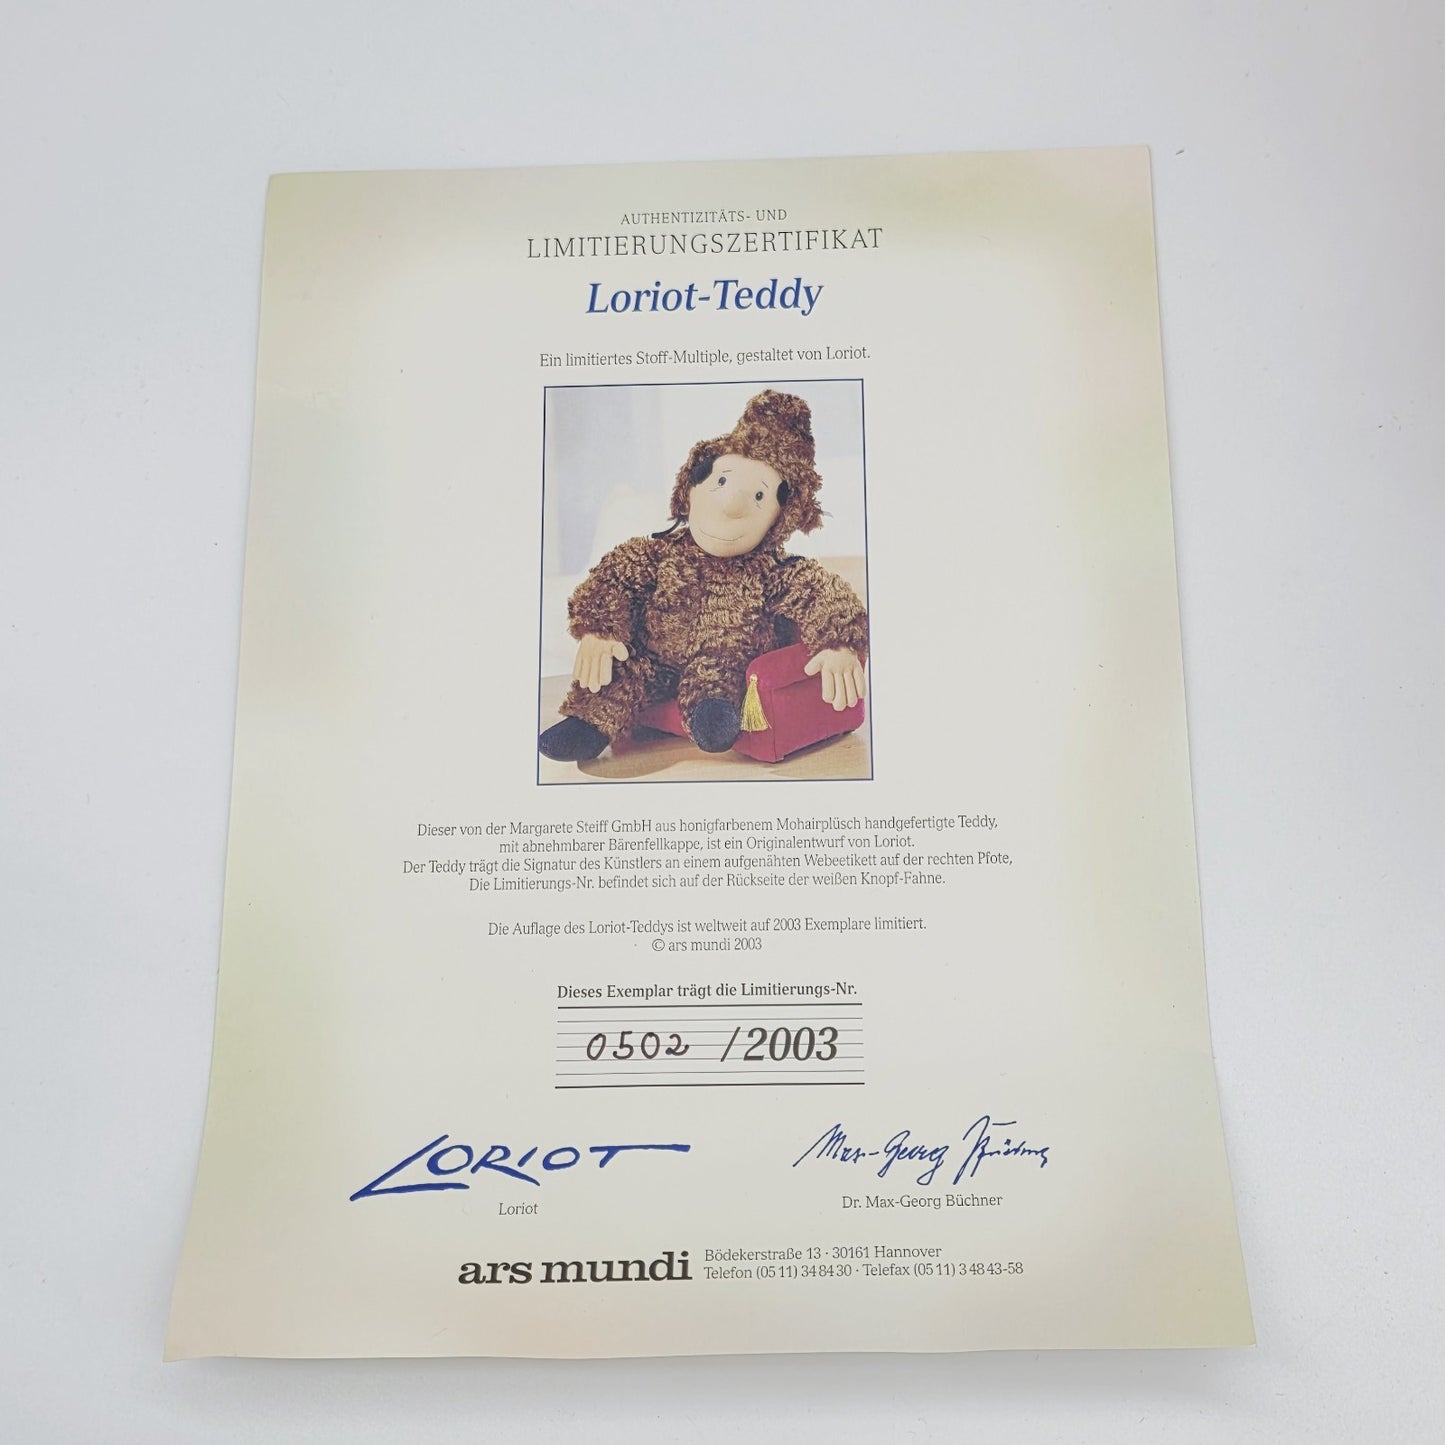 AUTHENTIZITÄTS- UND
LIMITIERUNGSZERTIFIKAT
Loriot-Teddy
Ein limitiertes Stoff-Multiple, gestaltet von Loriot.
Dieser von der Margarete Steiff GmbH aus honigfarbenem Mohairplüsch handgefertigte Teddy,
mit abnehmbarer Bärenfellkappe, ist ein Originalentwurf von Loriot.
Der Teddy trägt die Signatur des Künstlers an einem aufgenähten Webeetikett auf der rechten Pfote,
Die Limitierungs-Nr. befindet sich auf der Rückseite der weißen Knopf-Fahne.
Die Auflage des Loriot-Teddys ist weltweit auf 2003 Exemplare limitiert.
© ars mundi 2003
Dieses Exemplar trägt die Limitierungs-Nr.
0502 /2003
LORIOT
Max-Georg Büchner
Loriot
Dr. Max-Georg Büchner
ars mundi
Bödekerstraße 13 · 30161 Hannover
Telefon (05 11) 34 84 30 · Telefax (05 11) 3 48 43-58